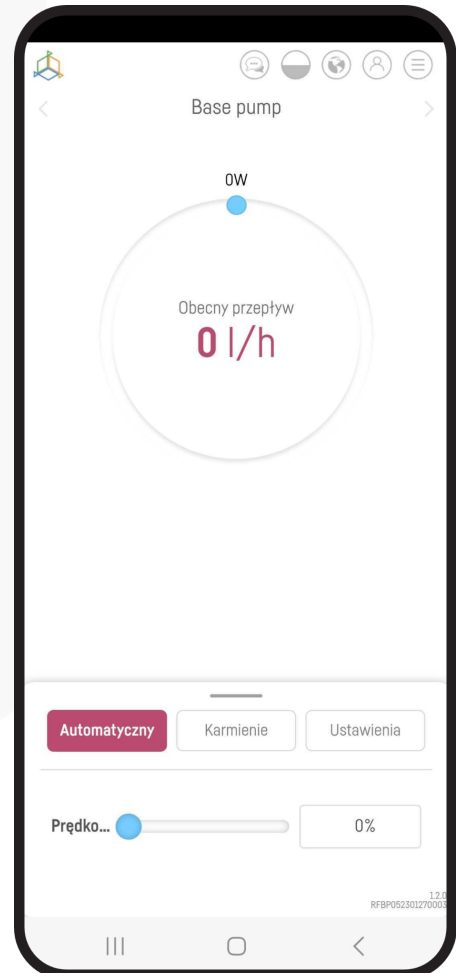 Base pump
0W
Obecny przepływ
0 l/h
Automatyczny
Karmienie
Ustawienia
Prędko...
0%
1.2.0
RFBP052301270003